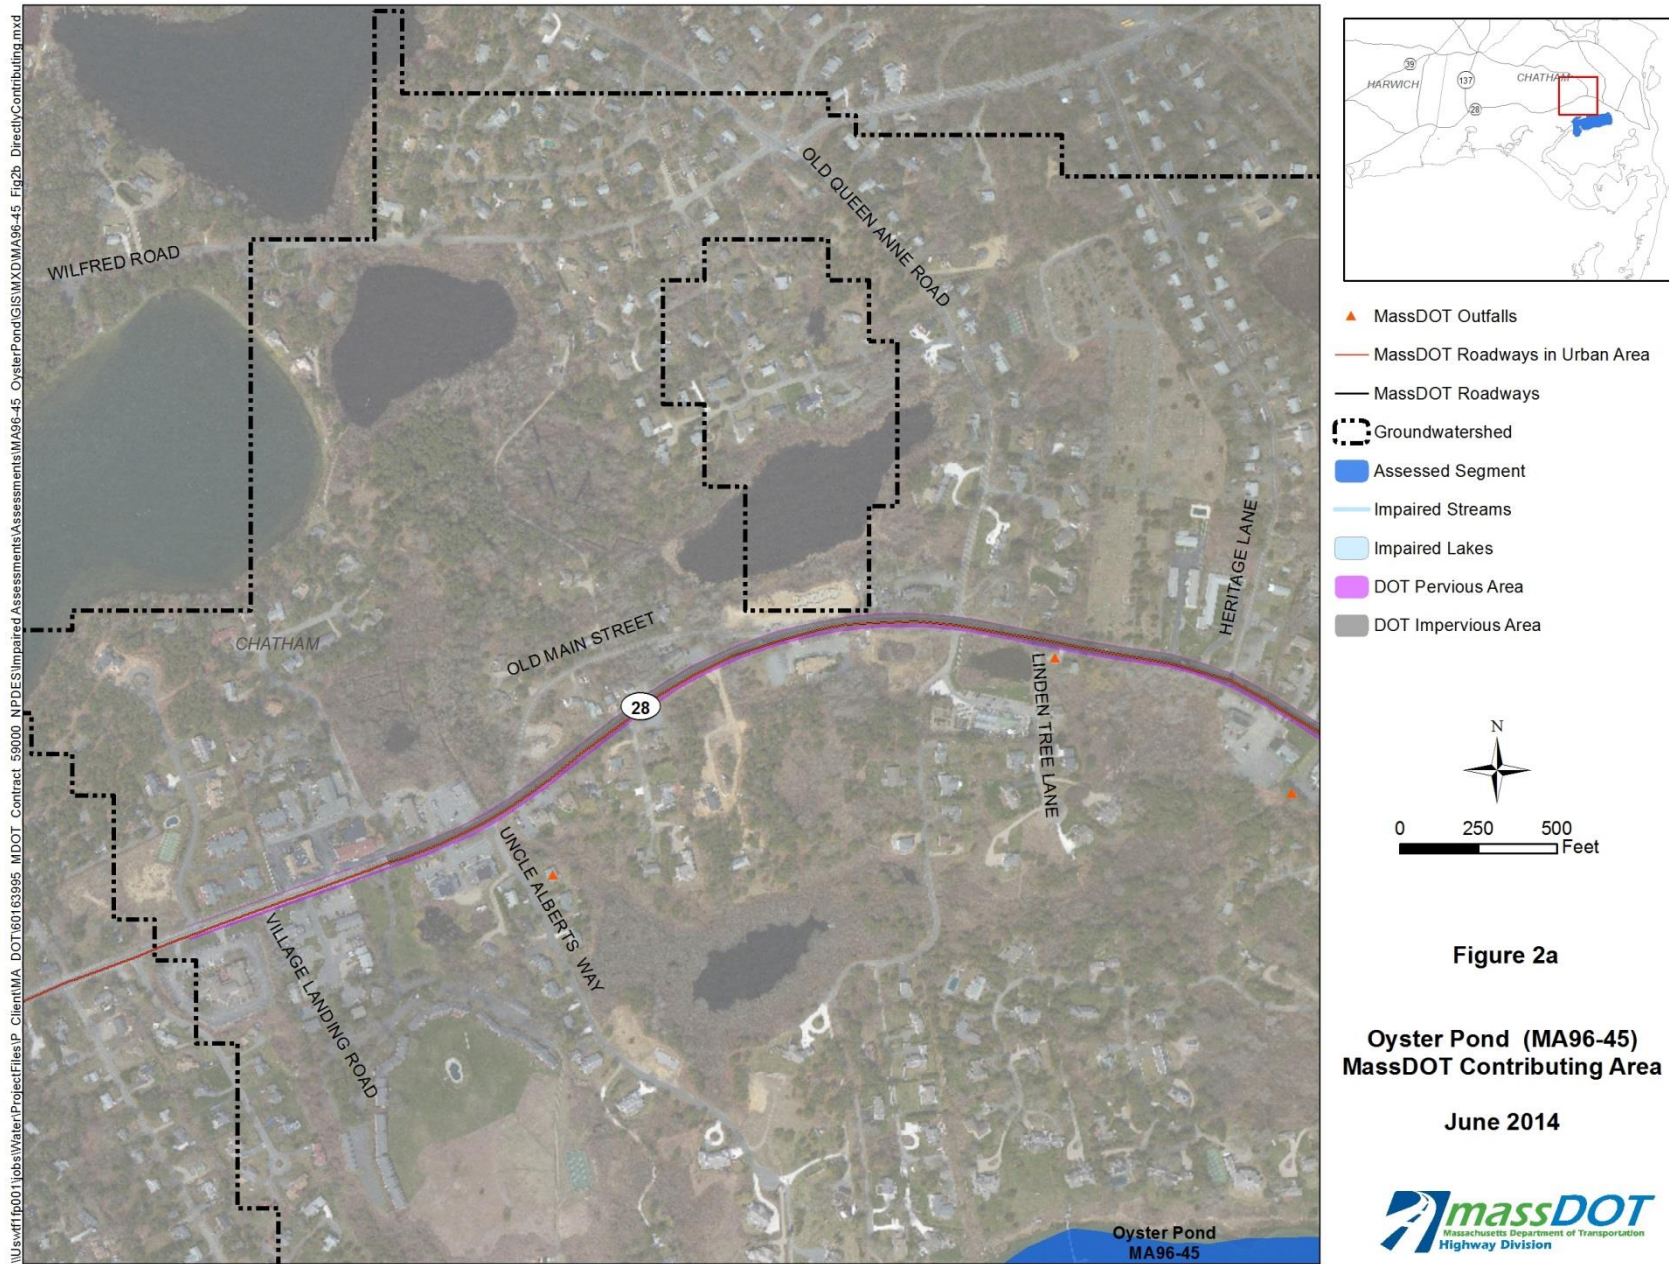 \\Uswtf1fp001\jobs\Water\ProjectFiles\P_Client\MA_DOT\60163995_MDOT_Contract_59000_NPDES\Impaired Assessments\Assessments\MA96-45_OysterPond\GIS\MXD\MA96-45_Fig2b_DirectlyContributing.mxd
WILFRED ROAD
OLD QUEEN ANNE ROAD
HERITAGE LANE
CHATHAM
OLD MAIN STREET
28
LINDEN TREE LANE
UNCLE ALBERTS WAY
VILLAGE LANDING ROAD
Oyster Pond
MA96-45
39
HARWICH
137
CHATHAM
28
MassDOT Outfalls
MassDOT Roadways in Urban Area
MassDOT Roadways
Groundwatershed
Assessed Segment
Impaired Streams
Impaired Lakes
DOT Pervious Area
DOT Impervious Area
N
0 250 500
Feet
Figure 2a
Oyster Pond (MA96-45)
MassDOT Contributing Area
June 2014
massDOT
Massachusetts Department of Transportation
Highway Division